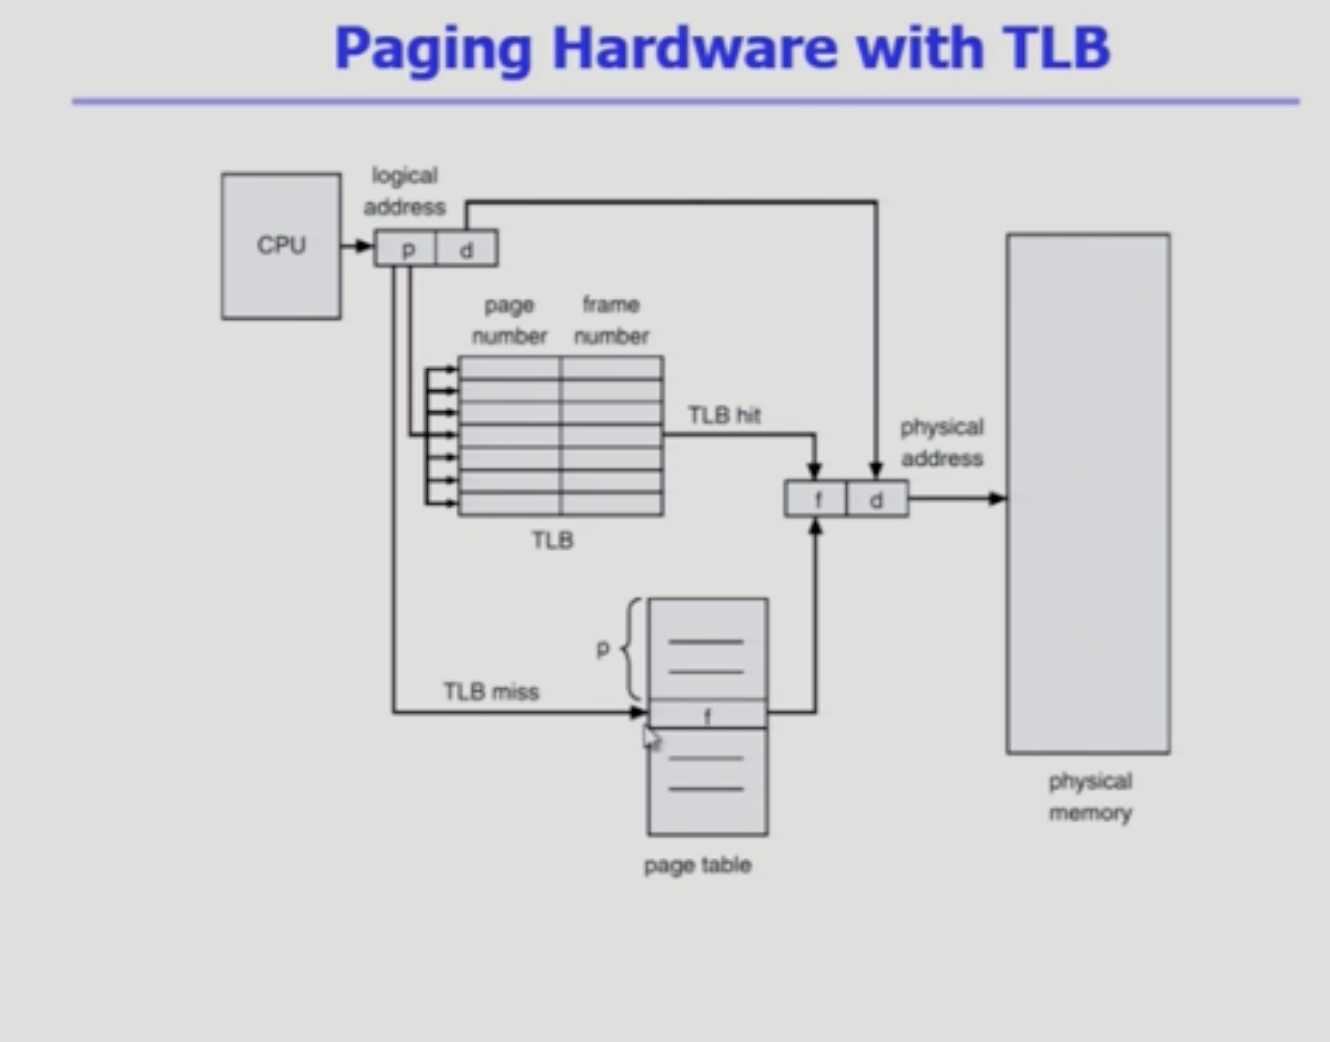 Paging Hardware with TLB
logical
address
CPU
p
d
page
number
frame
number
TLB hit
physical
address
f
d
TLB
p
TLB miss
f
physical
memory
page table